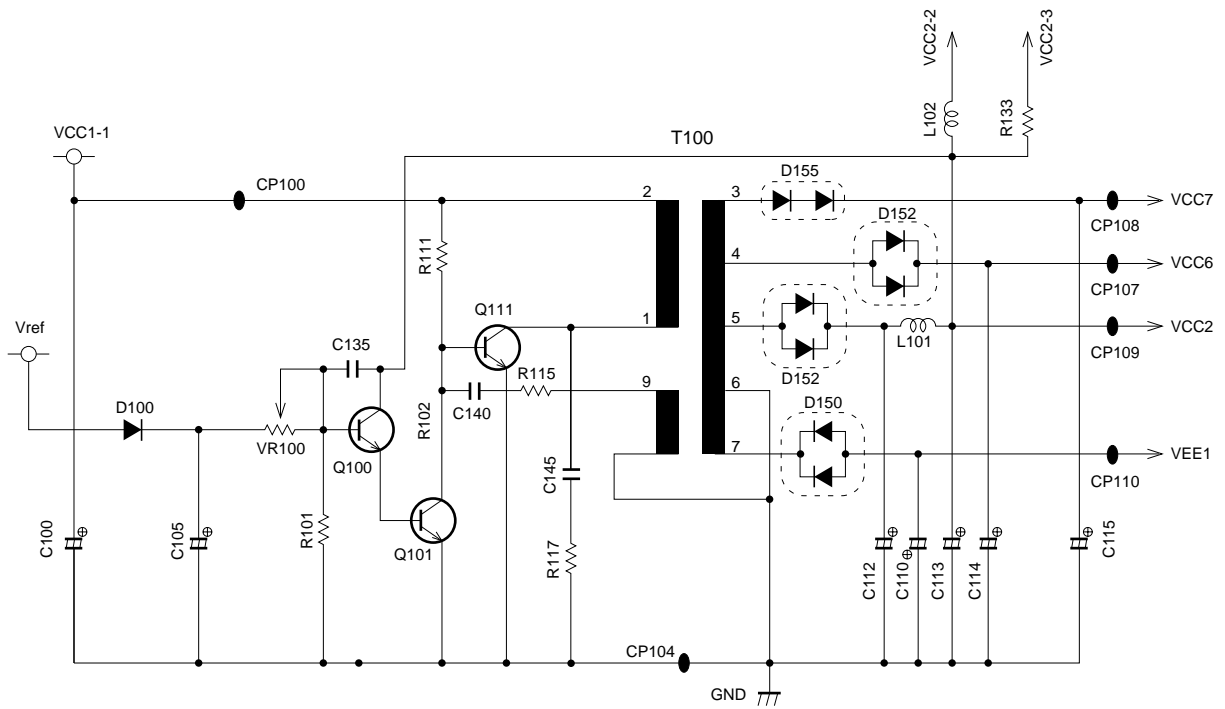 VCC2-2
VCC2-3
L102
R133
VCC1-1
T100
CP100
D155
2
3
VCC7
CP108
D152
R111
4
VCC6
CP107
Q111
Vref
1
5
VCC2
C135
L101
CP109
R115
D152
9
6
D100
C140
R102
D150
VR100
Q100
7
VEE1
C145
CP110
C100
C105
R101
Q101
R117
C112
C110
C113
C114
C115
CP104
GND